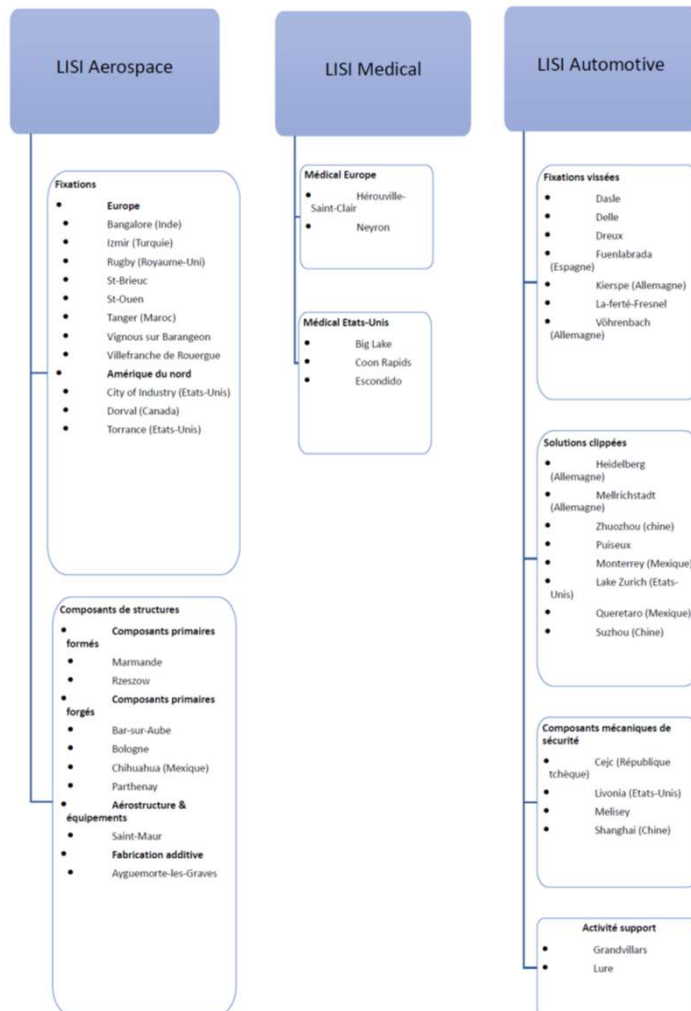 LISI Aerospace
Fixations
• Europe
• Bangalore (Inde)
• Izmir (Turquie)
• Rugby (Royaume-Uni)
• St-Brieuc
• St-Ouen
• Tanger (Maroc)
• Vignous sur Barangeon
• Villefranche de Rouergue
• Amérique du nord
• City of Industry (Etats-Unis)
• Dorval (Canada)
• Torrance (Etats-Unis)
Composants de structures
• Composants primaires
formés
• Marmande
• Rzeszow
• Composants primaires
forgés
• Bar-sur-Aube
• Bologne
• Chihuahua (Mexique)
• Parthenay
• Aérostructure &
équipements
• Saint-Maur
• Fabrication additive
• Ayguemorte-les-Graves
LISI Medical
Médical Europe
• Hérouville-
Saint-Clair
• Neyron
Médical Etats-Unis
• Big Lake
• Coon Rapids
• Escondido
LISI Automotive
Fixations vissées
• Dasle
• Delle
• Dreux
• Fuenlabrada
(Espagne)
• Kierspe (Allemagne)
• La-ferté-Fresnel
• Vöhrenbach
(Allemagne)
Solutions clippées
• Heidelberg
(Allemagne)
• Mellrichstadt
(Allemagne)
• Zhuozhou (chine)
• Puiseux
• Monterrey (Mexique)
• Lake Zurich (Etats-
Unis)
• Queretaro (Mexique)
• Suzhou (Chine)
Composants mécaniques de
sécurité
• Cejc (République
tchèque)
• Livonia (Etats-Unis)
• Melisey
• Shanghai (Chine)
Activité support
• Grandvillars
• Lure